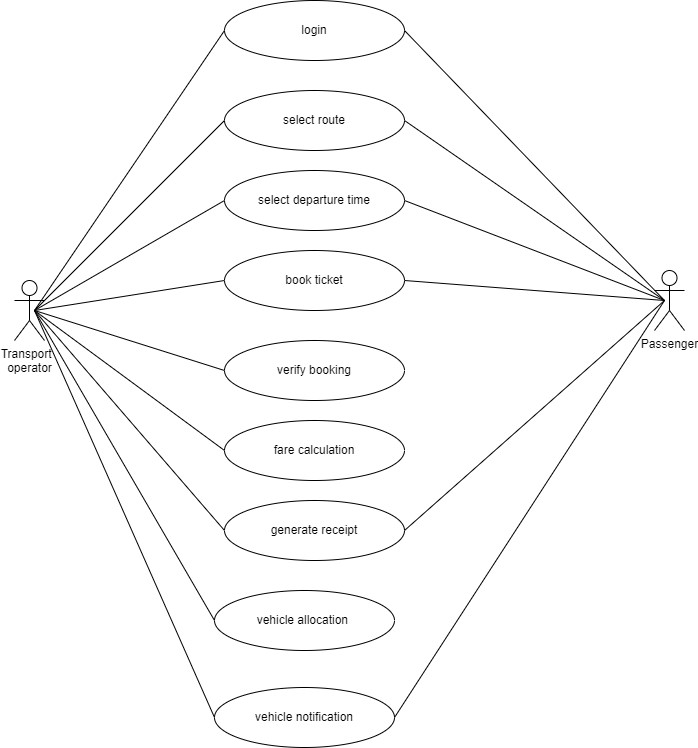 login
select route
select departure time
book ticket
Transport
operator
Passenger
verify booking
fare calculation
generate receipt
vehicle allocation
vehicle notification